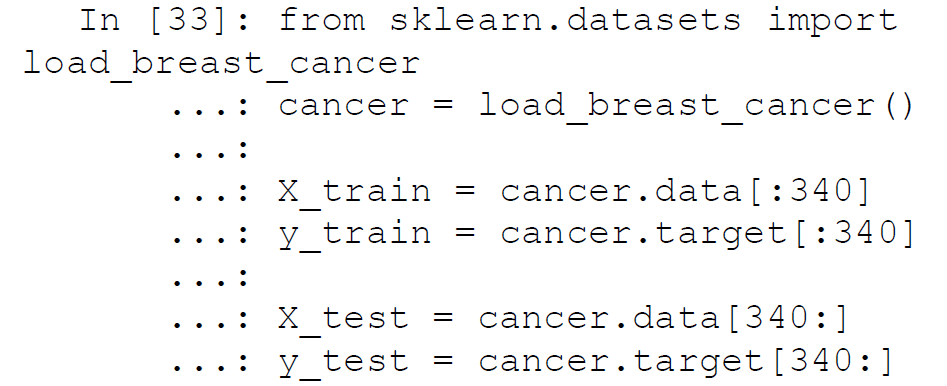 In [33]: from sklearn.datasets import
load_breast_cancer
...: cancer = load_breast_cancer()
...:
...: X_train = cancer.data[:340]
...: y_train = cancer.target[:340]
...:
...: X_test = cancer.data[340:]
...: y_test = cancer.target[340:]